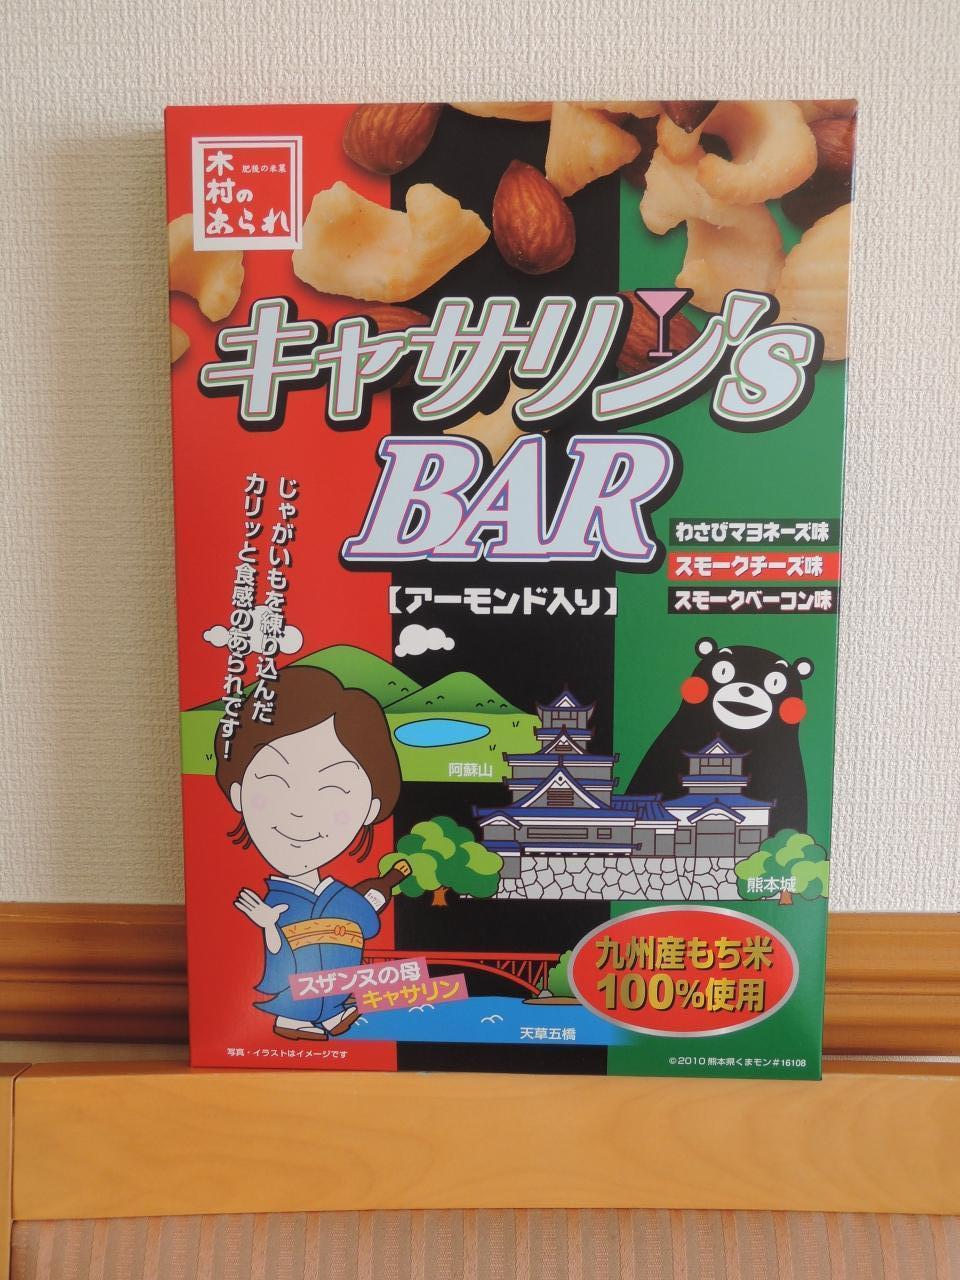 木村のあられ
肥後の米菓
キャサリン's
BAR
【アーモンド入り】
わさびマヨネーズ味
スモークチーズ味
スモークベーコン味
じゃがいもを練り込んだ
カリッと食感のあられです!
阿蘇山
熊本城
スザンヌの母
キャサリン
九州産もち米
100%使用
天草五橋
写真・イラストはイメージです
©2010 熊本県くまモン#16108